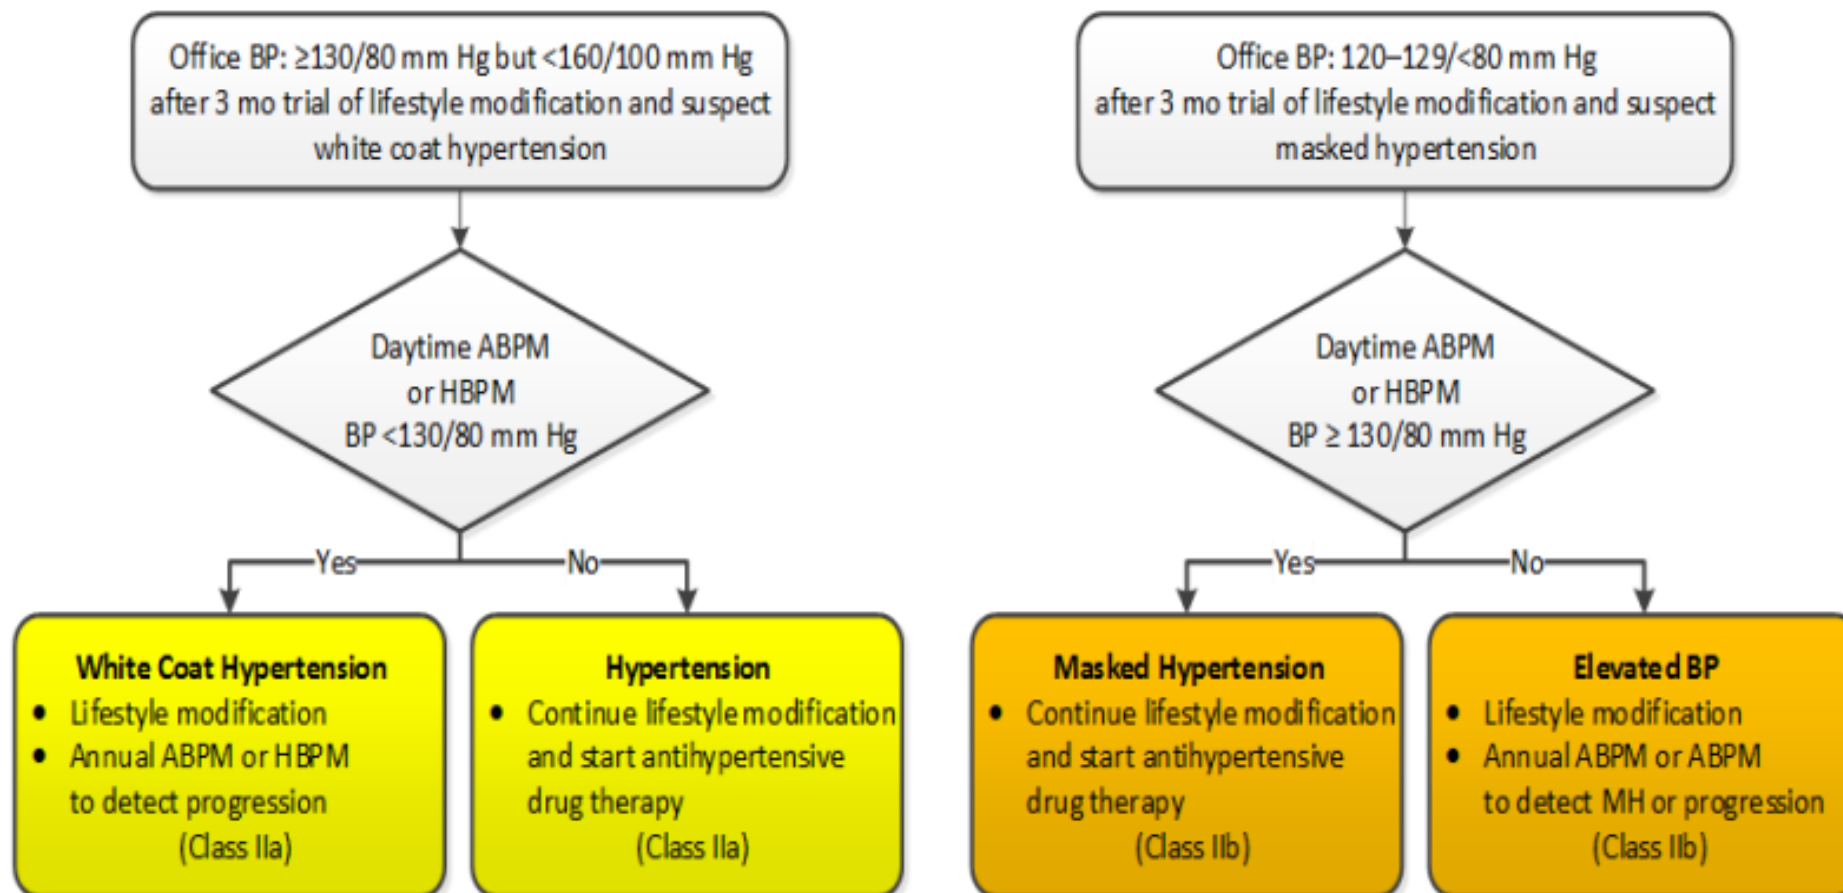 Office BP: ≥130/80 mm Hg but <160/100 mm Hg
after 3 mo trial of lifestyle modification and suspect
white coat hypertension
Daytime ABPM
or HBPM
BP <130/80 mm Hg
Yes
No
White Coat Hypertension
• Lifestyle modification
• Annual ABPM or HBPM
to detect progression
(Class IIa)
Hypertension
• Continue lifestyle modification
and start antihypertensive
drug therapy
(Class IIa)
Office BP: 120–129/<80 mm Hg
after 3 mo trial of lifestyle modification and suspect
masked hypertension
Daytime ABPM
or HBPM
BP ≥ 130/80 mm Hg
Yes
No
Masked Hypertension
• Continue lifestyle modification
and start antihypertensive
drug therapy
(Class IIb)
Elevated BP
• Lifestyle modification
• Annual ABPM or ABPM
to detect MH or progression
(Class IIb)